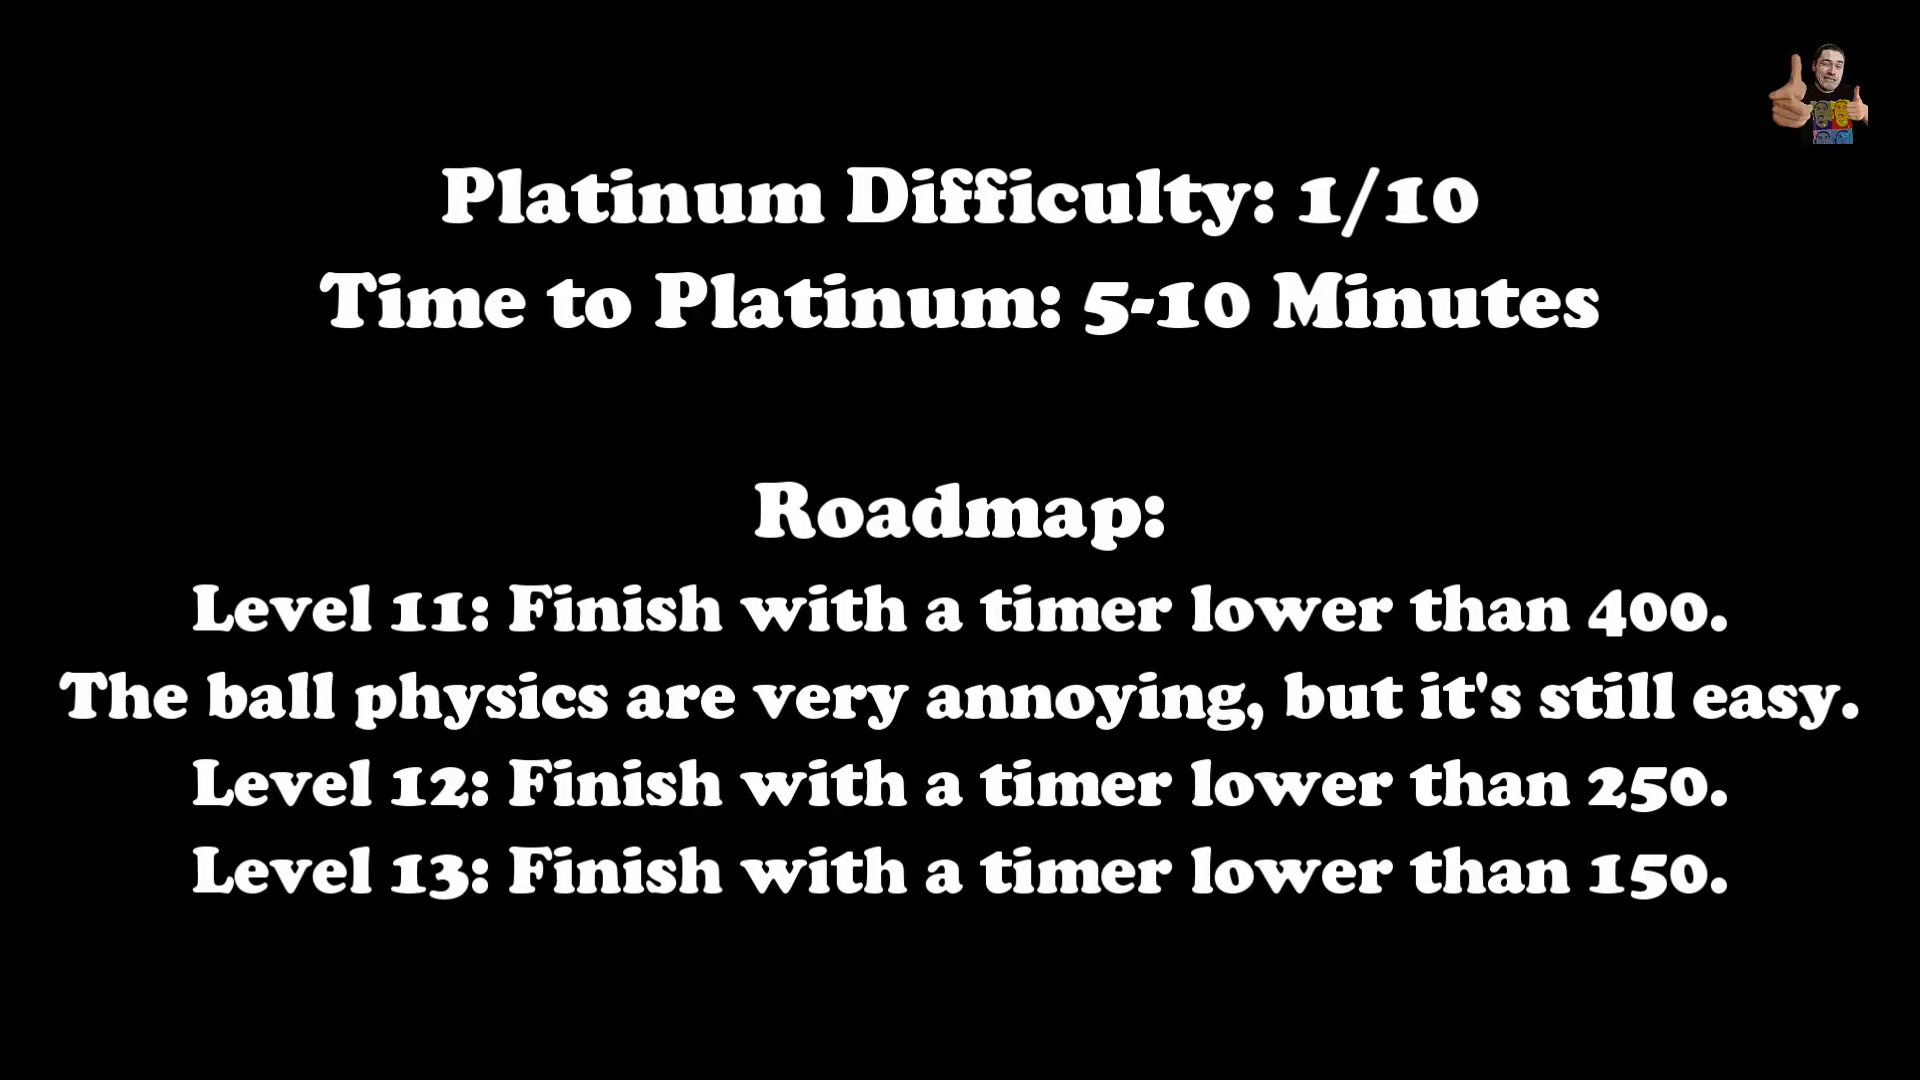 Platinum Difficulty: 1/10
Time to Platinum: 5-10 Minutes
Roadmap:
Level 11: Finish with a timer lower than 400.
The ball physics are very annoying, but it's still easy.
Level 12: Finish with a timer lower than 250.
Level 13: Finish with a timer lower than 150.